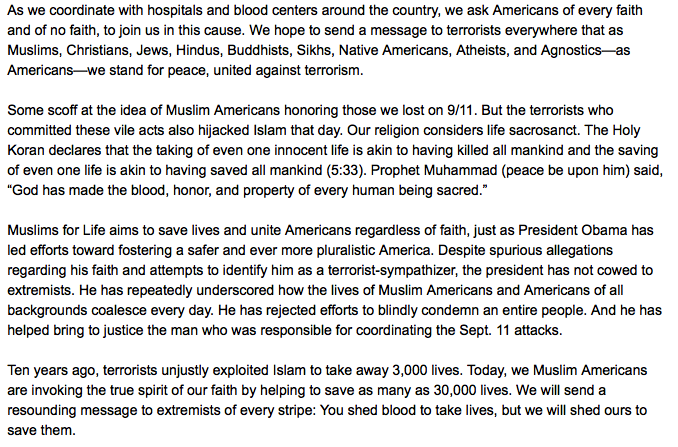 As we coordinate with hospitals and blood centers around the country, we ask Americans of every faith
and of no faith, to join us in this cause. We hope to send a message to terrorists everywhere that as
Muslims, Christians, Jews, Hindus, Buddhists, Sikhs, Native Americans, Atheists, and Agnostics—as
Americans—we stand for peace, united against terrorism.
Some scoff at the idea of Muslim Americans honoring those we lost on 9/11. But the terrorists who
committed these vile acts also hijacked Islam that day. Our religion considers life sacrosanct. The Holy
Koran declares that the taking of even one innocent life is akin to having killed all mankind and the saving
of even one life is akin to having saved all mankind (5:33). Prophet Muhammad (peace be upon him) said,
“God has made the blood, honor, and property of every human being sacred.”
Muslims for Life aims to save lives and unite Americans regardless of faith, just as President Obama has
led efforts toward fostering a safer and ever more pluralistic America. Despite spurious allegations
regarding his faith and attempts to identify him as a terrorist-sympathizer, the president has not cowed to
extremists. He has repeatedly underscored how the lives of Muslim Americans and Americans of all
backgrounds coalesce every day. He has rejected efforts to blindly condemn an entire people. And he has
helped bring to justice the man who was responsible for coordinating the Sept. 11 attacks.
Ten years ago, terrorists unjustly exploited Islam to take away 3,000 lives. Today, we Muslim Americans
are invoking the true spirit of our faith by helping to save as many as 30,000 lives. We will send a
resounding message to extremists of every stripe: You shed blood to take lives, but we will shed ours to
save them.